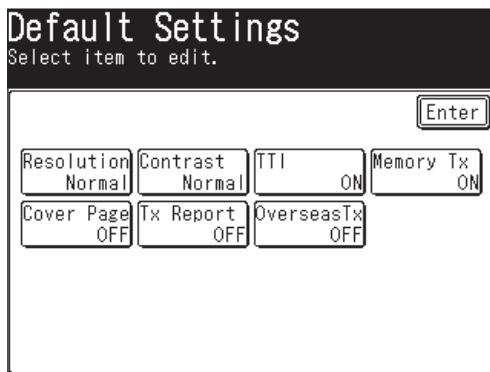 Default Settings
Select item to edit.
Enter
Resolution Contrast TTI Memory Tx
Normal Normal ON ON
Cover Page Tx Report OverseasTx
OFF OFF OFF